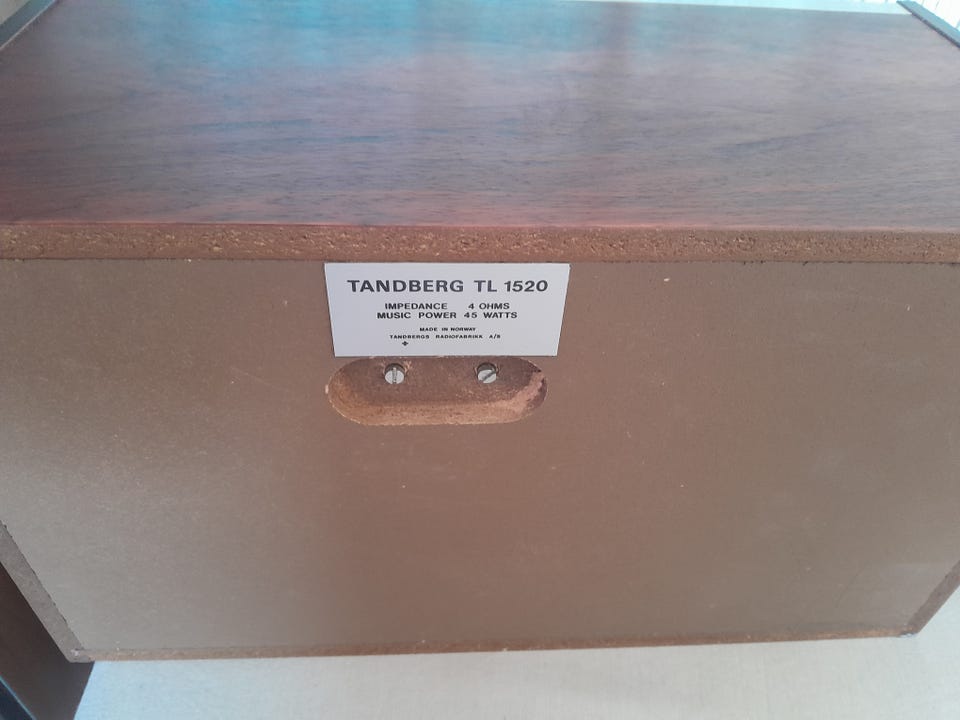 TANDBERG TL 1520
IMPEDANCE 4 OHMS
MUSIC POWER 45 WATTS
MADE IN NORWAY
TANDBERGS RADIOFABRIKK A/S
+